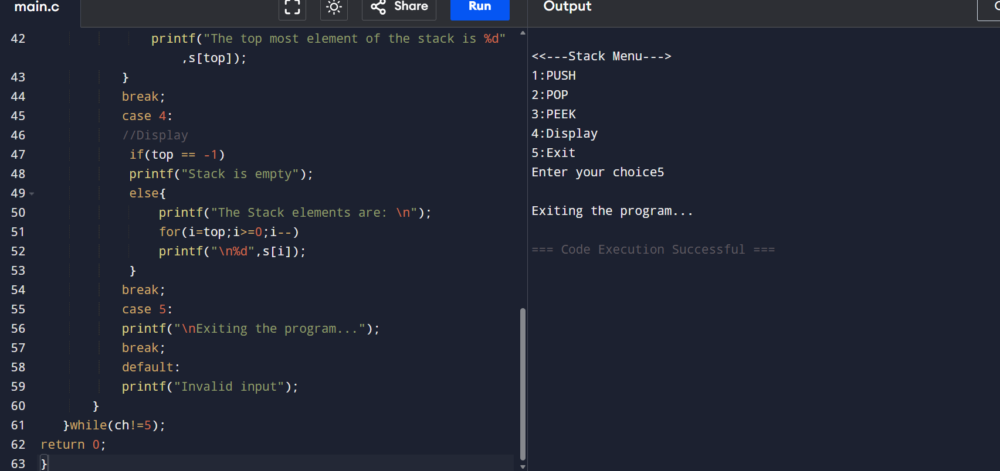 main.c
Share
Run
Output
42 printf("The top most element of the stack is %d"
,s[top]);
43 }
44 break;
45 case 4:
46 //Display
47 if(top == -1)
48 printf("Stack is empty");
49 else{
50 printf("The Stack elements are: \n");
51 for(i=top;i>=0;i--)
52 printf("\n%d",s[i]);
53 }
54 break;
55 case 5:
56 printf("\nExiting the program...");
57 break;
58 default:
59 printf("Invalid input");
60 }
61 }while(ch!=5);
62 return 0;
63 }
<<---Stack Menu--->
1:PUSH
2:POP
3:PEEK
4:Display
5:Exit
Enter your choice5
Exiting the program...
=== Code Execution Successful ===